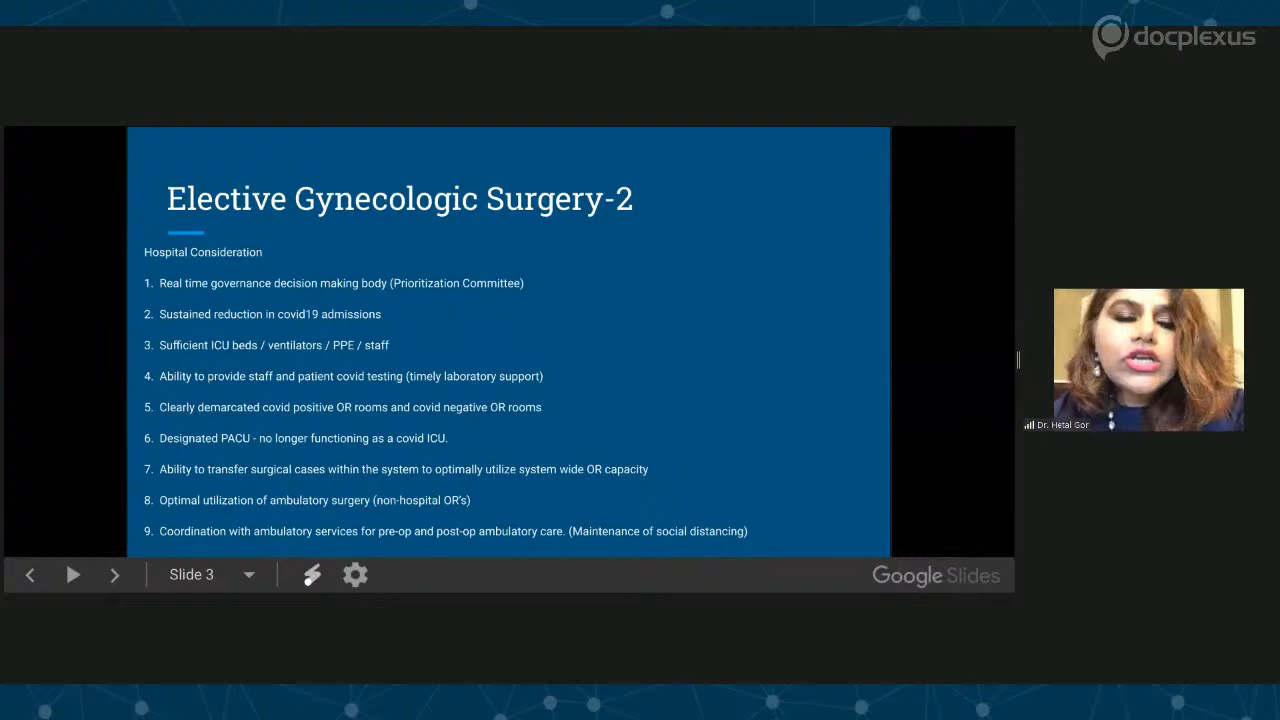 docplexus
Elective Gynecologic Surgery-2
Hospital Consideration
1. Real time governance decision making body (Prioritization Committee)
2. Sustained reduction in covid19 admissions
3. Sufficient ICU beds / ventilators / PPE / staff
4. Ability to provide staff and patient covid testing (timely laboratory support)
5. Clearly demarcated covid positive OR rooms and covid negative OR rooms
6. Designated PACU - no longer functioning as a covid ICU.
7. Ability to transfer surgical cases within the system to optimally utilize system wide OR capacity
8. Optimal utilization of ambulatory surgery (non-hospital OR's)
9. Coordination with ambulatory services for pre-op and post-op ambulatory care. (Maintenance of social distancing)
Dr. Hetal Gor
Slide 3
Google Slides